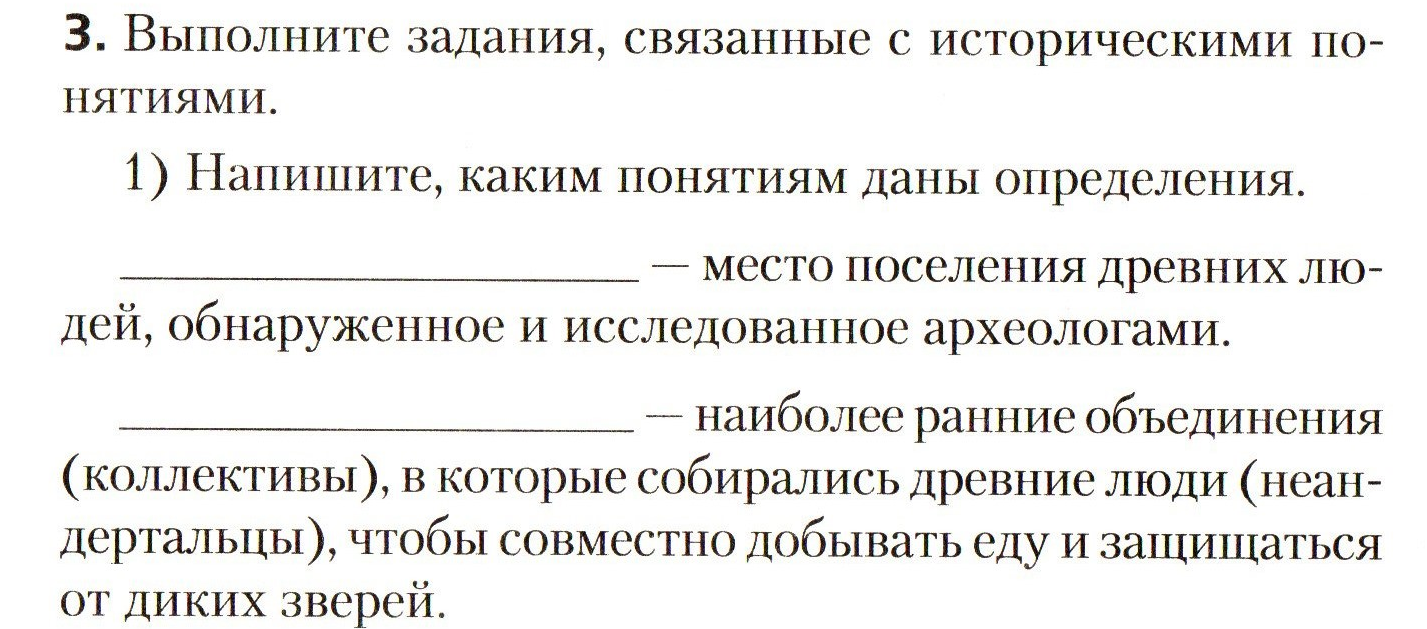 3. Выполните задания, связанные с историческими по-
нятиями.
1) Напишите, каким понятиям даны определения.
____________________ — место поселения древних лю-
дей, обнаруженное и исследованное археологами.
____________________ — наиболее ранние объединения
(коллективы), в которые собирались древние люди (неан-
дертальцы), чтобы совместно добывать еду и защищаться
от диких зверей.